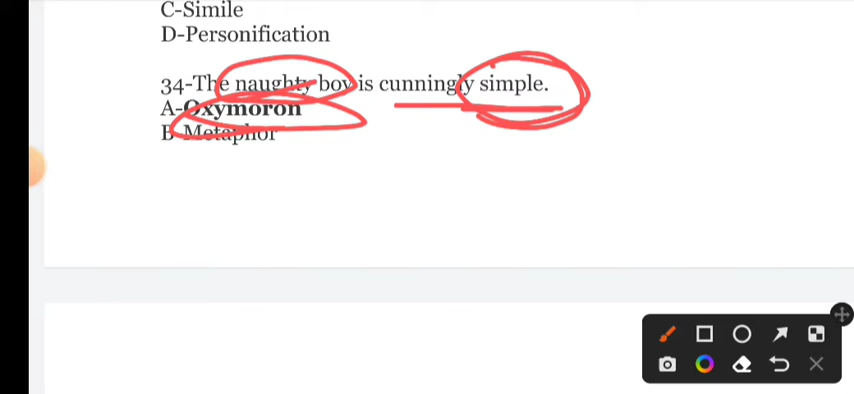 C-Simile
D-Personification
34-The naughty boy is cunningly simple.
A-Oxymoron
B-Metaphor